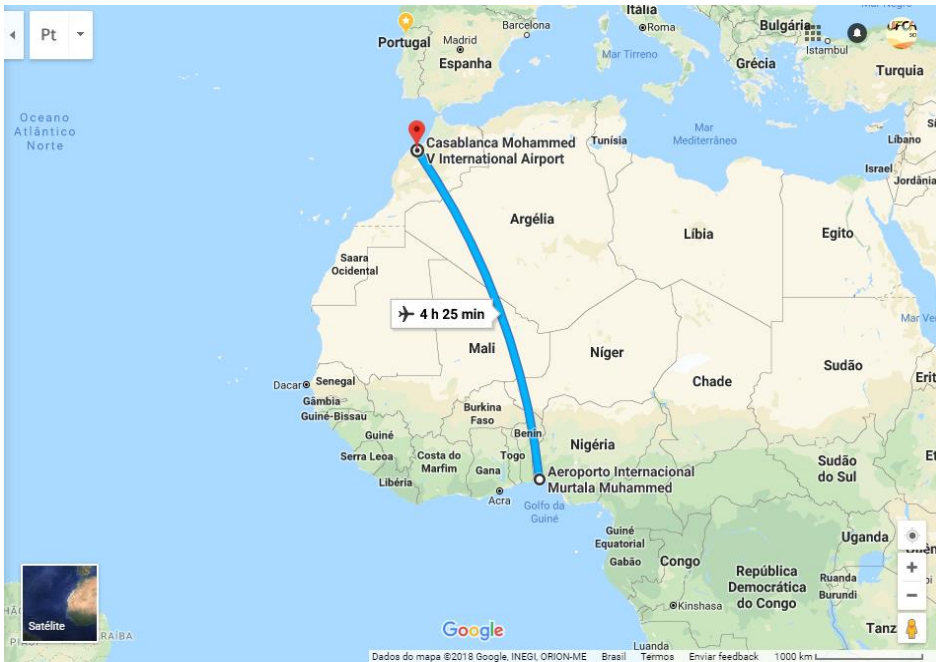 Pt
Oceano
Atlântico
Norte
Portugal
Madrid
Espanha
Barcelona
Itália
Roma
Mar Tirreno
Bulgária
Istambul
Grécia
Turquia
Mar Negro
Casablanca Mohammed
V International Airport
Tunísia
Mar
Mediterrâneo
Líbano
Israel
Jordânia
Argélia
Líbia
Egito
Saara
Ocidental
4 h 25 min
Mali
Níger
Chade
Sudão
Mar Ver
Erit
Dacar
Senegal
Gâmbia
Guiné-Bissau
Guiné
Serra Leoa
Libéria
Costa do
Marfim
Burkina
Faso
Gana
Togo
Benin
Acra
Nigéria
Aeroporto Internacional
Murtala Muhammed
Golfo da
Guiné
Sudão
do Sul
Et
Guiné
Equatorial
Gabão
Congo
Uganda
República
Democrática
do Congo
Ruanda
Burundi
Kinshasa
Tanz
Luanda
Satélite
ARAÍBA
Google
Dados do mapa ©2018 Google, INEGI, ORION-ME Brasil Termos Enviar feedback 1000 km